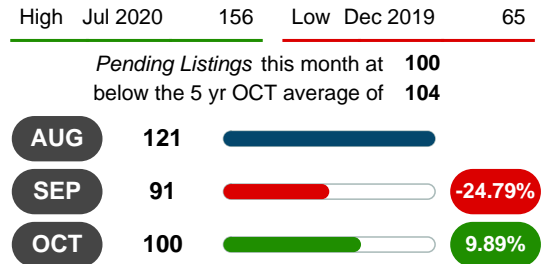 High Jul 2020 156 Low Dec 2019 65
Pending Listings this month at 100
below the 5 yr OCT average of 104
AUG 121
SEP 91 -24.79%
OCT 100 9.89%